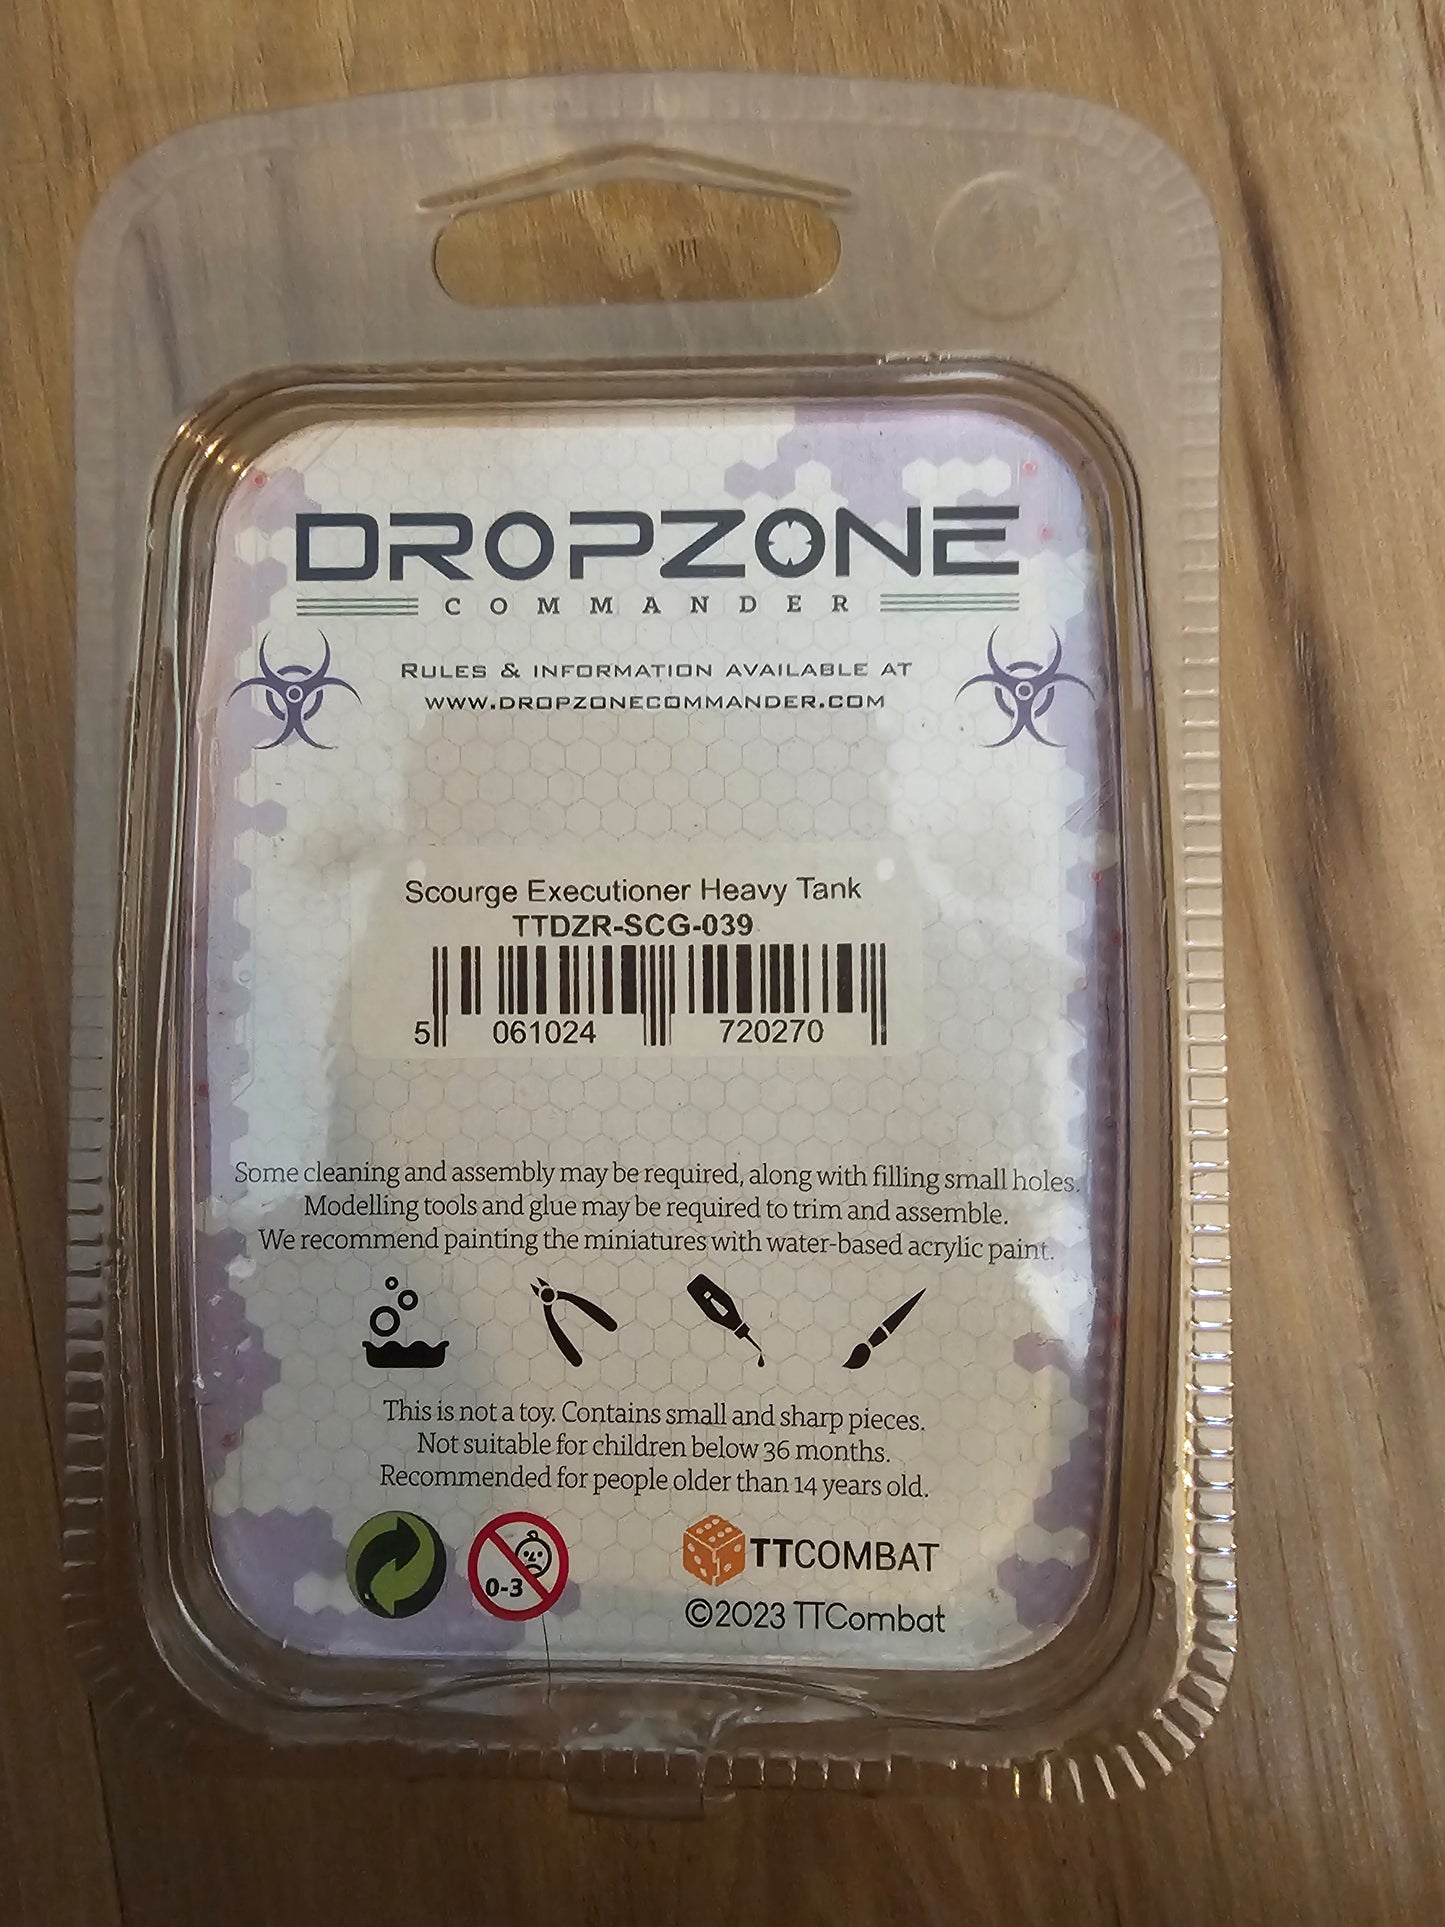 DROPZONE
COMMANDER
RULES & INFORMATION AVAILABLE AT
WWW.DROPZONECOMMANDER.COM
Scourge Executioner Heavy Tank
TTDZR-SCG-039
5 061024 720270
Some cleaning and assembly may be required, along with filling small holes.
Modelling tools and glue may be required to trim and assemble.
We recommend painting the miniatures with water-based acrylic paint.
This is not a toy. Contains small and sharp pieces.
Not suitable for children below 36 months.
Recommended for people older than 14 years old.
0-3
TTCOMBAT
©2023 TTCombat